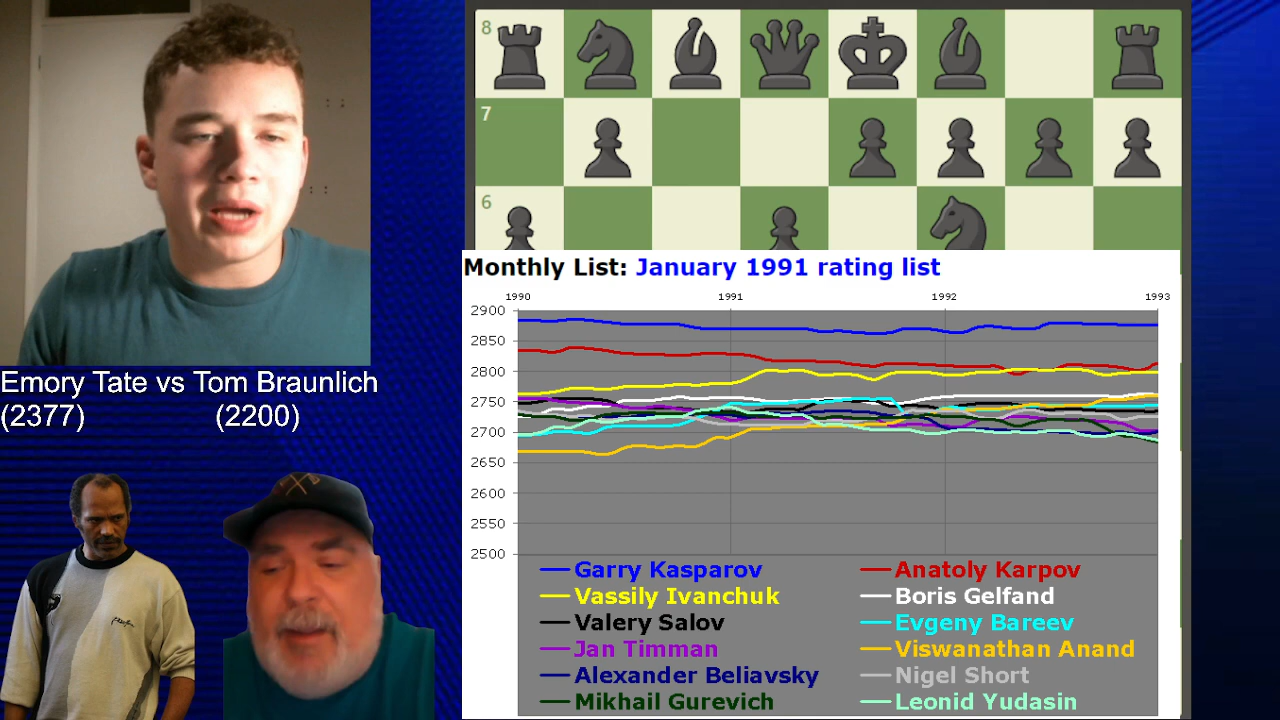 8
7
6
Emory Tate vs Tom Braunlich
(2377) (2200)
Monthly List: January 1991 rating list
1990 1991 1992 1993
2900
2850
2800
2750
2700
2650
2600
2550
2500
Garry Kasparov Anatoly Karpov
Vassily Ivanchuk Boris Gelfand
Valery Salov Evgeny Bareev
Jan Timman Viswanathan Anand
Alexander Beliavsky Nigel Short
Mikhail Gurevich Leonid Yudasin